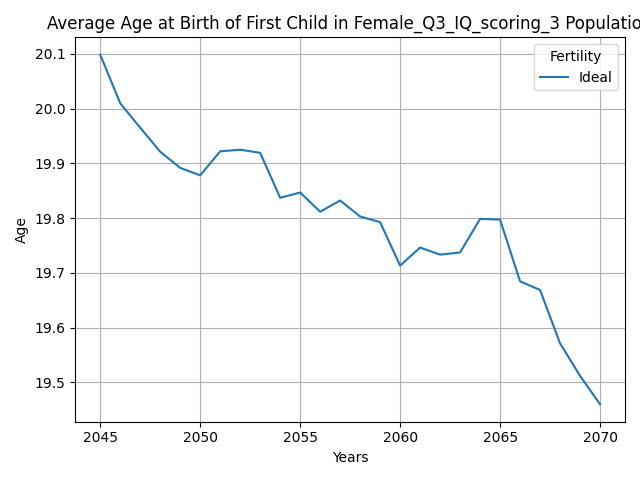 Average Age at Birth of First Child in Female_Q3_IQ_scoring_3 Populatio
Fertility
Ideal
20.1
20.0
19.9
19.8
19.7
19.6
19.5
Age
2045 2050 2055 2060 2065 2070
Years